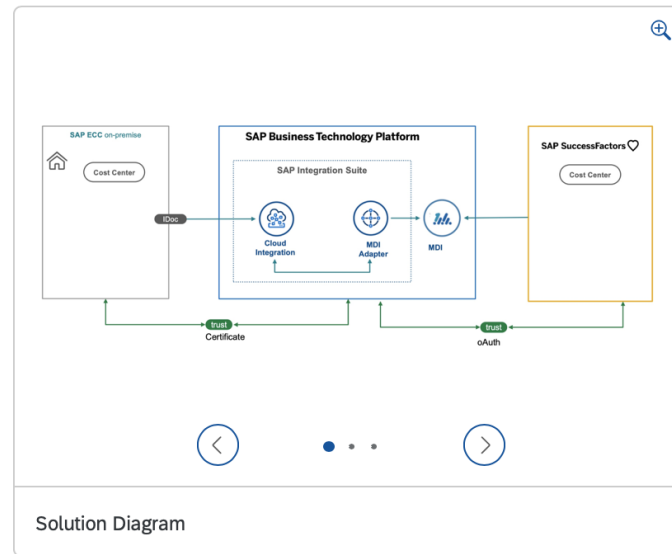 SAP ECC on-premise
Cost Center
IDoc
SAP Business Technology Platform
SAP Integration Suite
Cloud
Integration
MDI
Adapter
MDI
SAP SuccessFactors
Cost Center
trust
Certificate
trust
oAuth
Solution Diagram